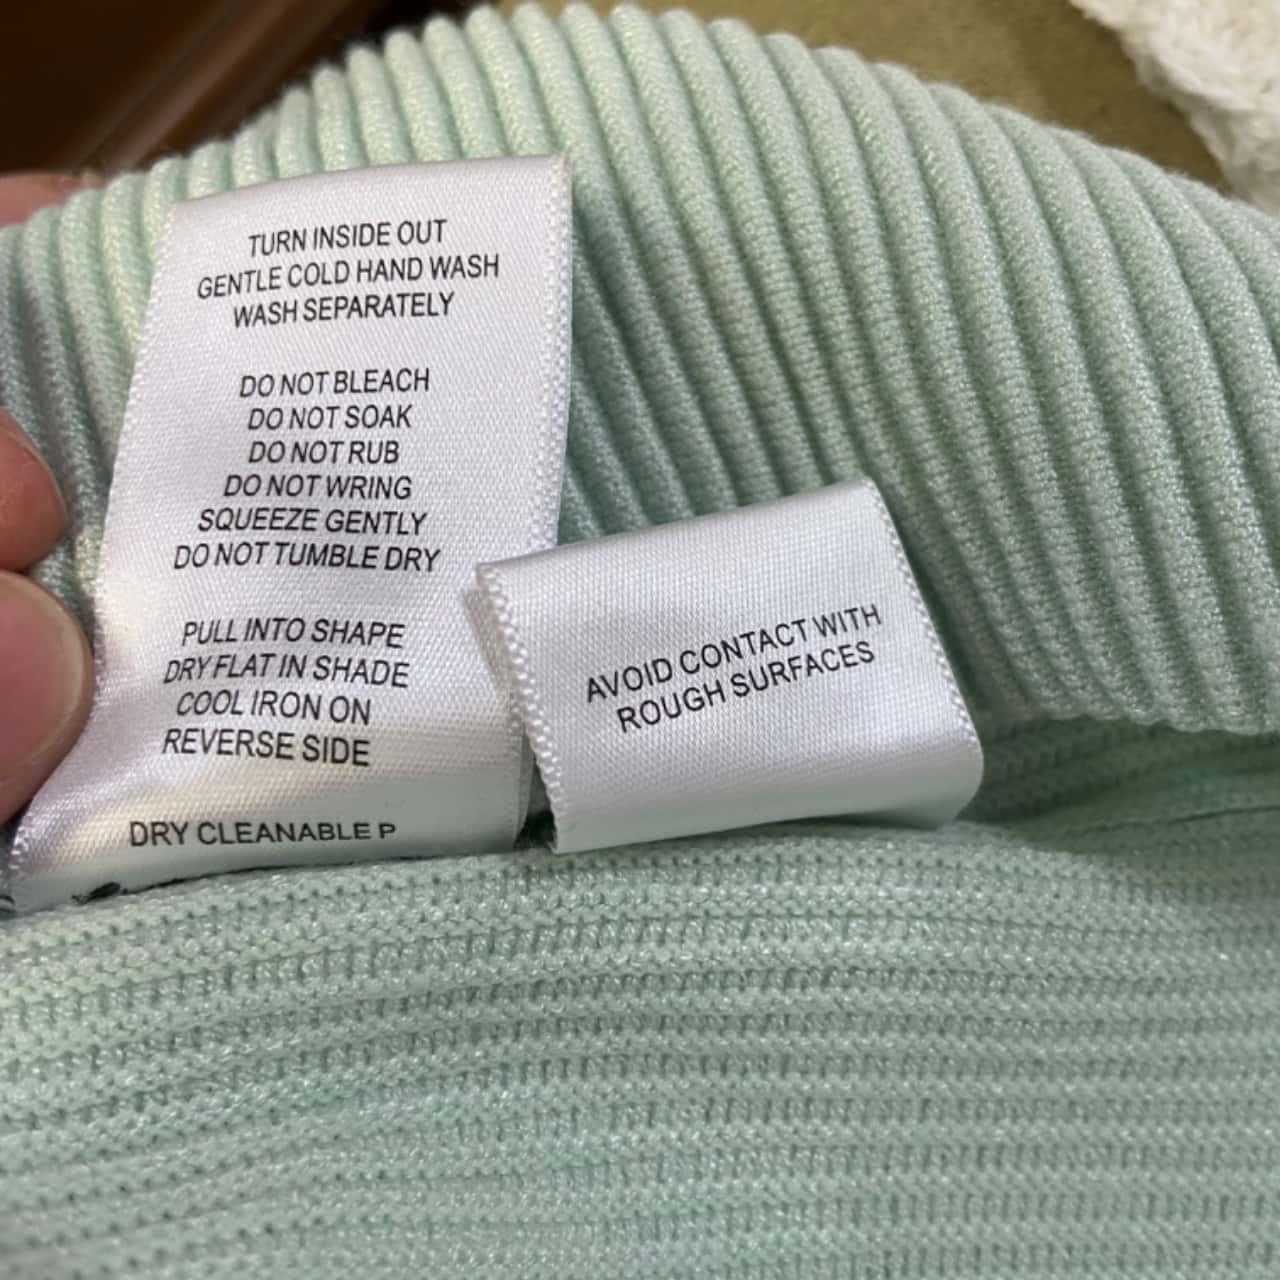 TURN INSIDE OUT
GENTLE COLD HAND WASH
WASH SEPARATELY
DO NOT BLEACH
DO NOT SOAK
DO NOT RUB
DO NOT WRING
SQUEEZE GENTLY
DO NOT TUMBLE DRY
PULL INTO SHAPE
DRY FLAT IN SHADE
COOL IRON ON
REVERSE SIDE
DRY CLEANABLE P
AVOID CONTACT WITH
ROUGH SURFACES